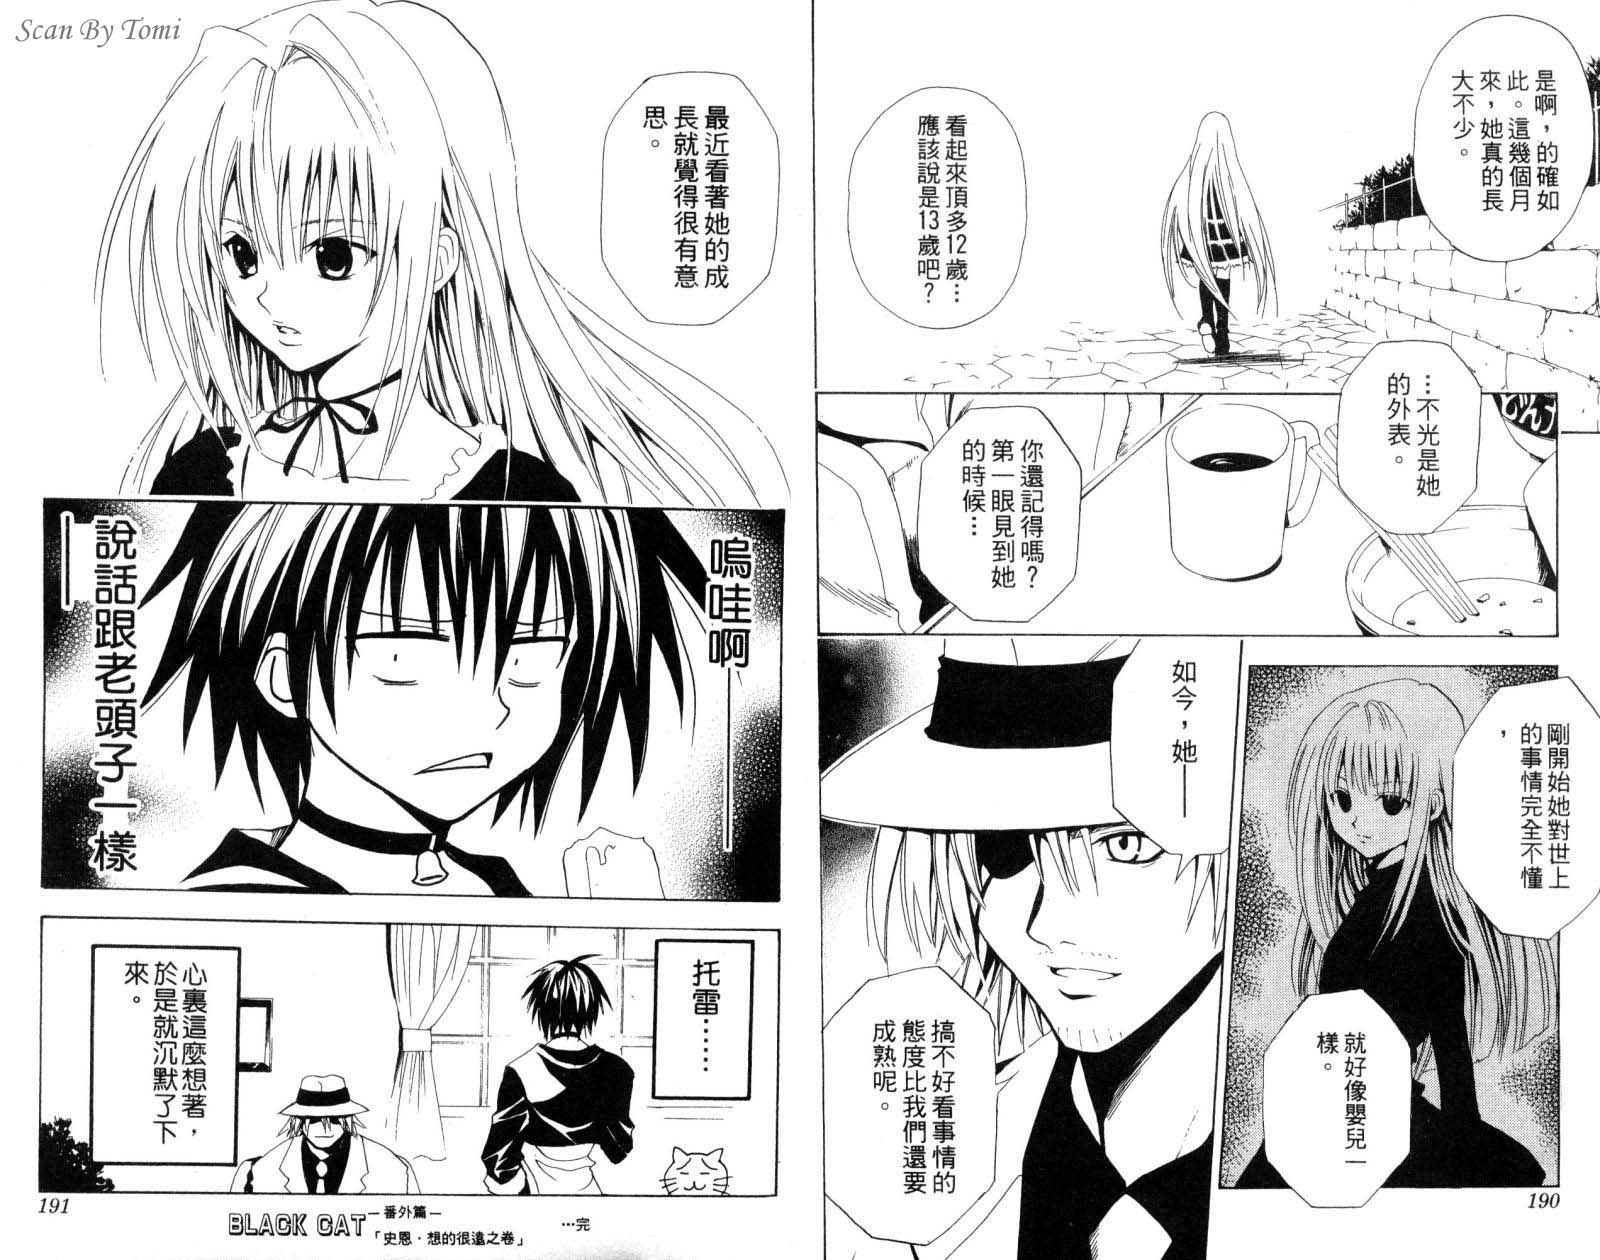 Scan By Tomi
是啊，的確如
此。這幾個月
來，她真的長
大不少。
看起來頂多12歲…
應該說是13歲吧？
…不光是她
的外表。
你還記得嗎？
第一眼見到她
的時候…
剛開始她對世上
的事情完全不懂
，
就好像嬰兒一
樣。
如今，她——
搞不好看事情的
態度比我們還要
成熟呢。
190
最近看著她的成
長就覺得很有意
思。
嗚哇啊——
說話跟老頭子一樣——
托雷……
心裏這麼想著，
於是就沉默了下
來。
191
BLACK CAT
－番外篇－
「史恩·想的很遠之卷」
…完